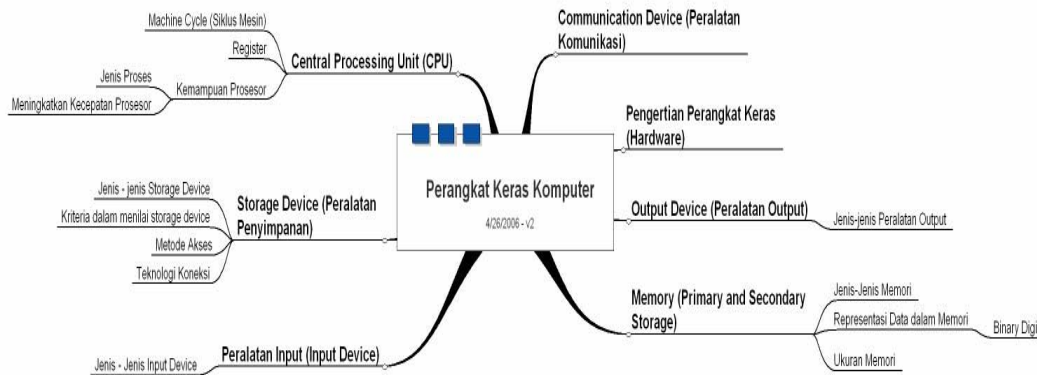 Perangkat Keras Komputer
4/26/2006 - v2
Communication Device (Peralatan
Komunikasi)
Pengertian Perangkat Keras
(Hardware)
Output Device (Peralatan Output)
Jenis-jenis Peralatan Output
Memory (Primary and Secondary
Storage)
Jenis-Jenis Memori
Representasi Data dalam Memori
Binary Digi
Ukuran Memori
Central Processing Unit (CPU)
Machine Cycle (Siklus Mesin)
Register
Kemampuan Prosesor
Jenis Proses
Meningkatkan Kecepatan Prosesor
Storage Device (Peralatan
Penyimpanan)
Jenis - jenis Storage Device
Kriteria dalam menilai storage device
Metode Akses
Teknologi Koneksi
Peralatan Input (Input Device)
Jenis - Jenis Input Device